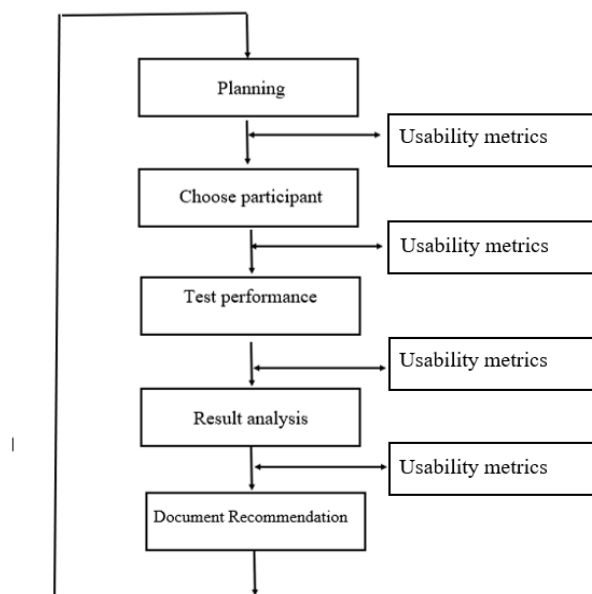 Planning
Usability metrics
Choose participant
Usability metrics
Test performance
Usability metrics
Result analysis
Usability metrics
Document Recommendation